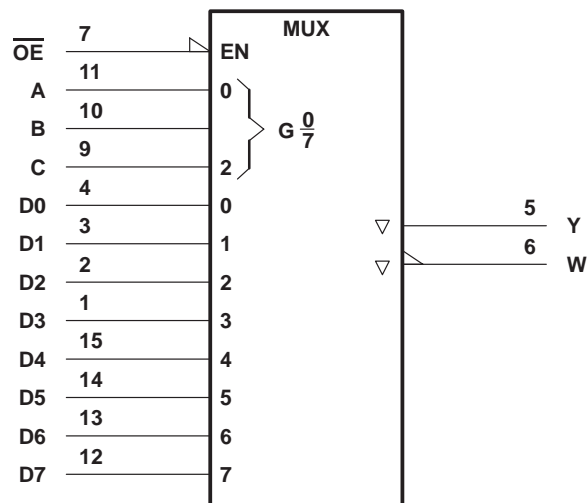 MUX
O̅E̅ 7 EN
A 11 0
B 10 G 0/7
C 9 2
D0 4 0
D1 3 1 5 Y
D2 2 2 6 W
D3 1 3
D4 15 4
D5 14 5
D6 13 6
D7 12 7